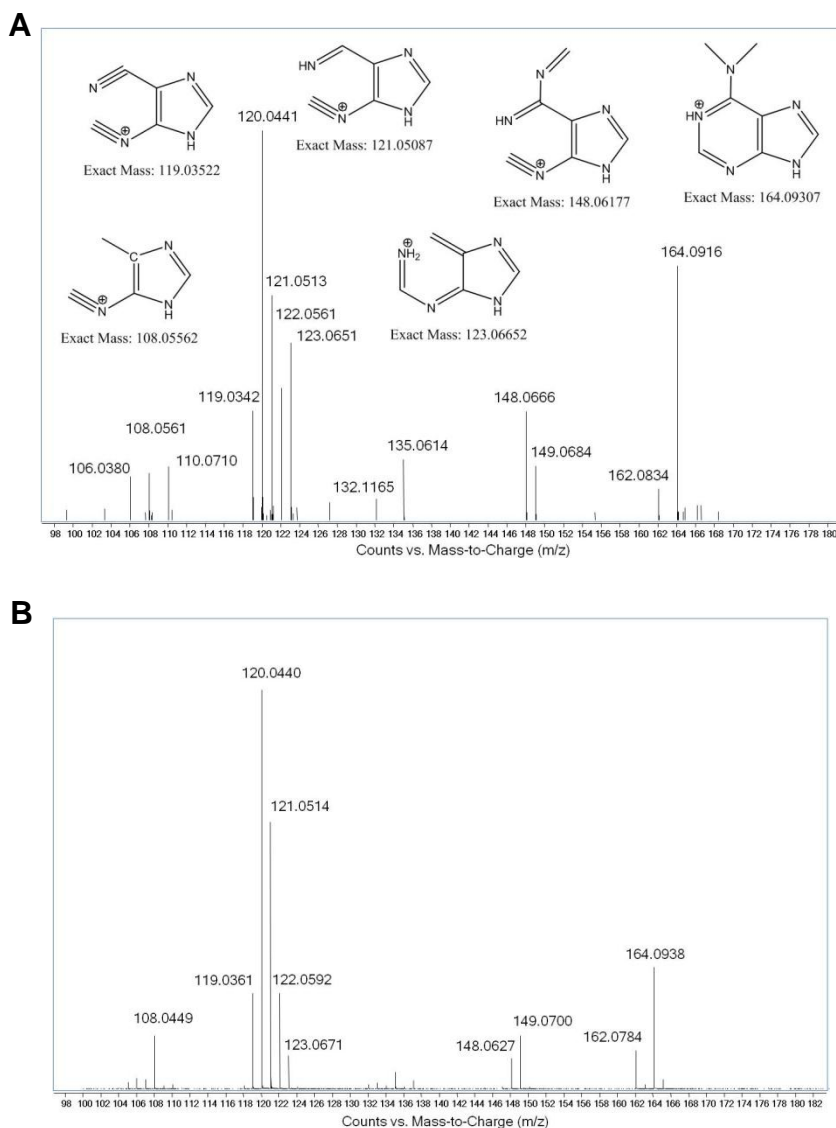 A
N
N
N
H
N
Exact Mass: 119.03522
HN
N
N
H
N
Exact Mass: 121.05087
N
HN
N
N
H
N
Exact Mass: 148.06177
N
HN
N
N
N
H
Exact Mass: 164.09307
C
N
N
H
N
Exact Mass: 108.05562
NH2
N
N
N
H
Exact Mass: 123.06652
120.0441
164.0916
121.0513
122.0561
123.0651
119.0342
148.0666
108.0561
135.0614
149.0684
106.0380
110.0710
132.1165
162.0834
98 100 102 104 106 108 110 112 114 116 118 120 122 124 126 128 130 132 134 136 138 140 142 144 146 148 150 152 154 156 158 160 162 164 166 168 170 172 174 176 178 180
Counts vs. Mass-to-Charge (m/z)
B
120.0440
121.0514
164.0938
119.0361
122.0592
108.0449
149.0700
123.0671
148.0627
162.0784
98 100 102 104 106 108 110 112 114 116 118 120 122 124 126 128 130 132 134 136 138 140 142 144 146 148 150 152 154 156 158 160 162 164 166 168 170 172 174 176 178 180 182
Counts vs. Mass-to-Charge (m/z)